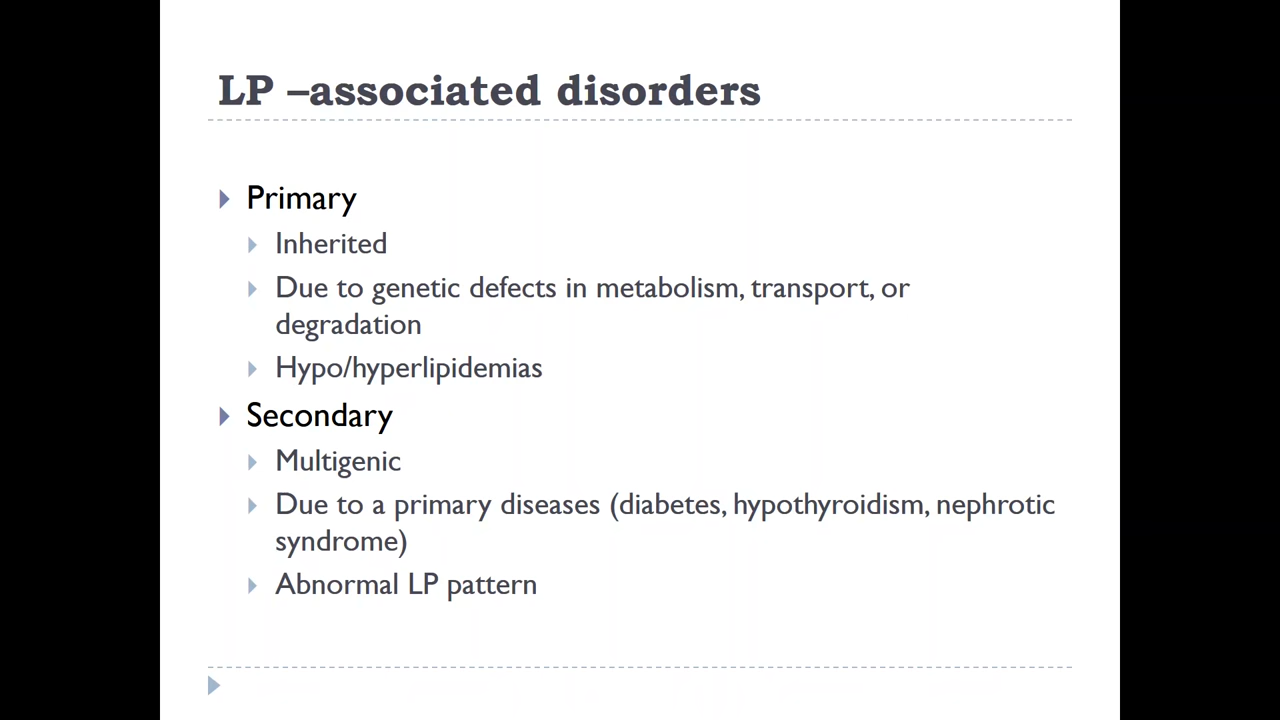 LP –associated disorders
Primary
Inherited
Due to genetic defects in metabolism, transport, or
degradation
Hypo/hyperlipidemias
Secondary
Multigenic
Due to a primary diseases (diabetes, hypothyroidism, nephrotic
syndrome)
Abnormal LP pattern